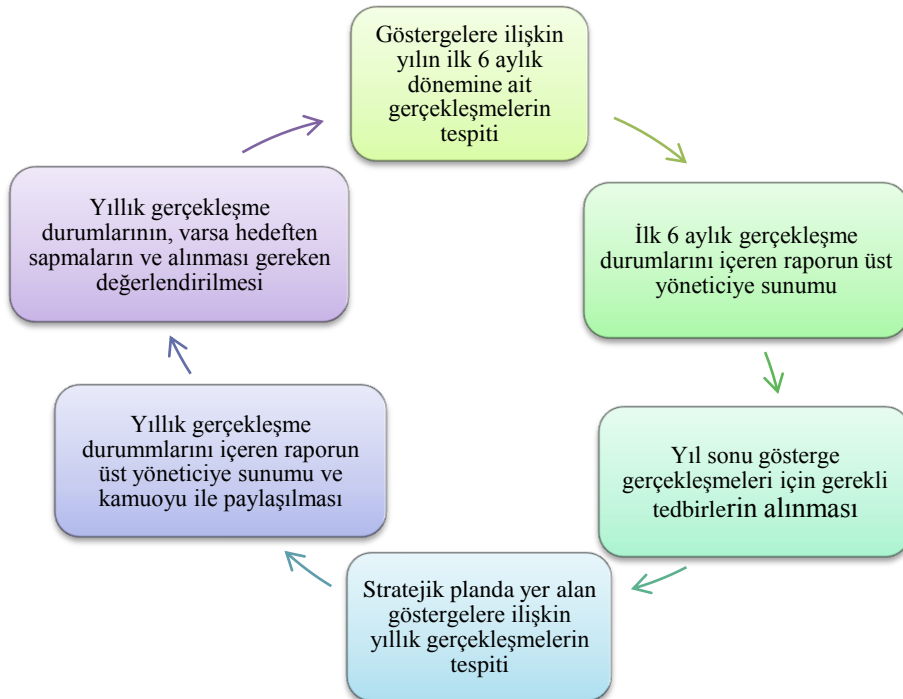 Göstergelere ilişkin
yılın ilk 6 aylık
dönemine ait
gerçekleşmelerin
tespiti
İlk 6 aylık gerçekleşme
durumlarını içeren raporun üst
yöneticiye sunumu
Yıl sonu gösterge
gerçekleşmeleri için gerekli
tedbirlerin alınması
Stratejik planda yer alan
göstergelere ilişkin
yıllık gerçekleşmelerin
tespiti
Yıllık gerçekleşme
durummlarını içeren raporun
üst yöneticiye sunumu ve
kamuoyu ile paylaşılması
Yıllık gerçekleşme
durumlarının, varsa hedeften
sapmaların ve alınması gereken
değerlendirilmesi